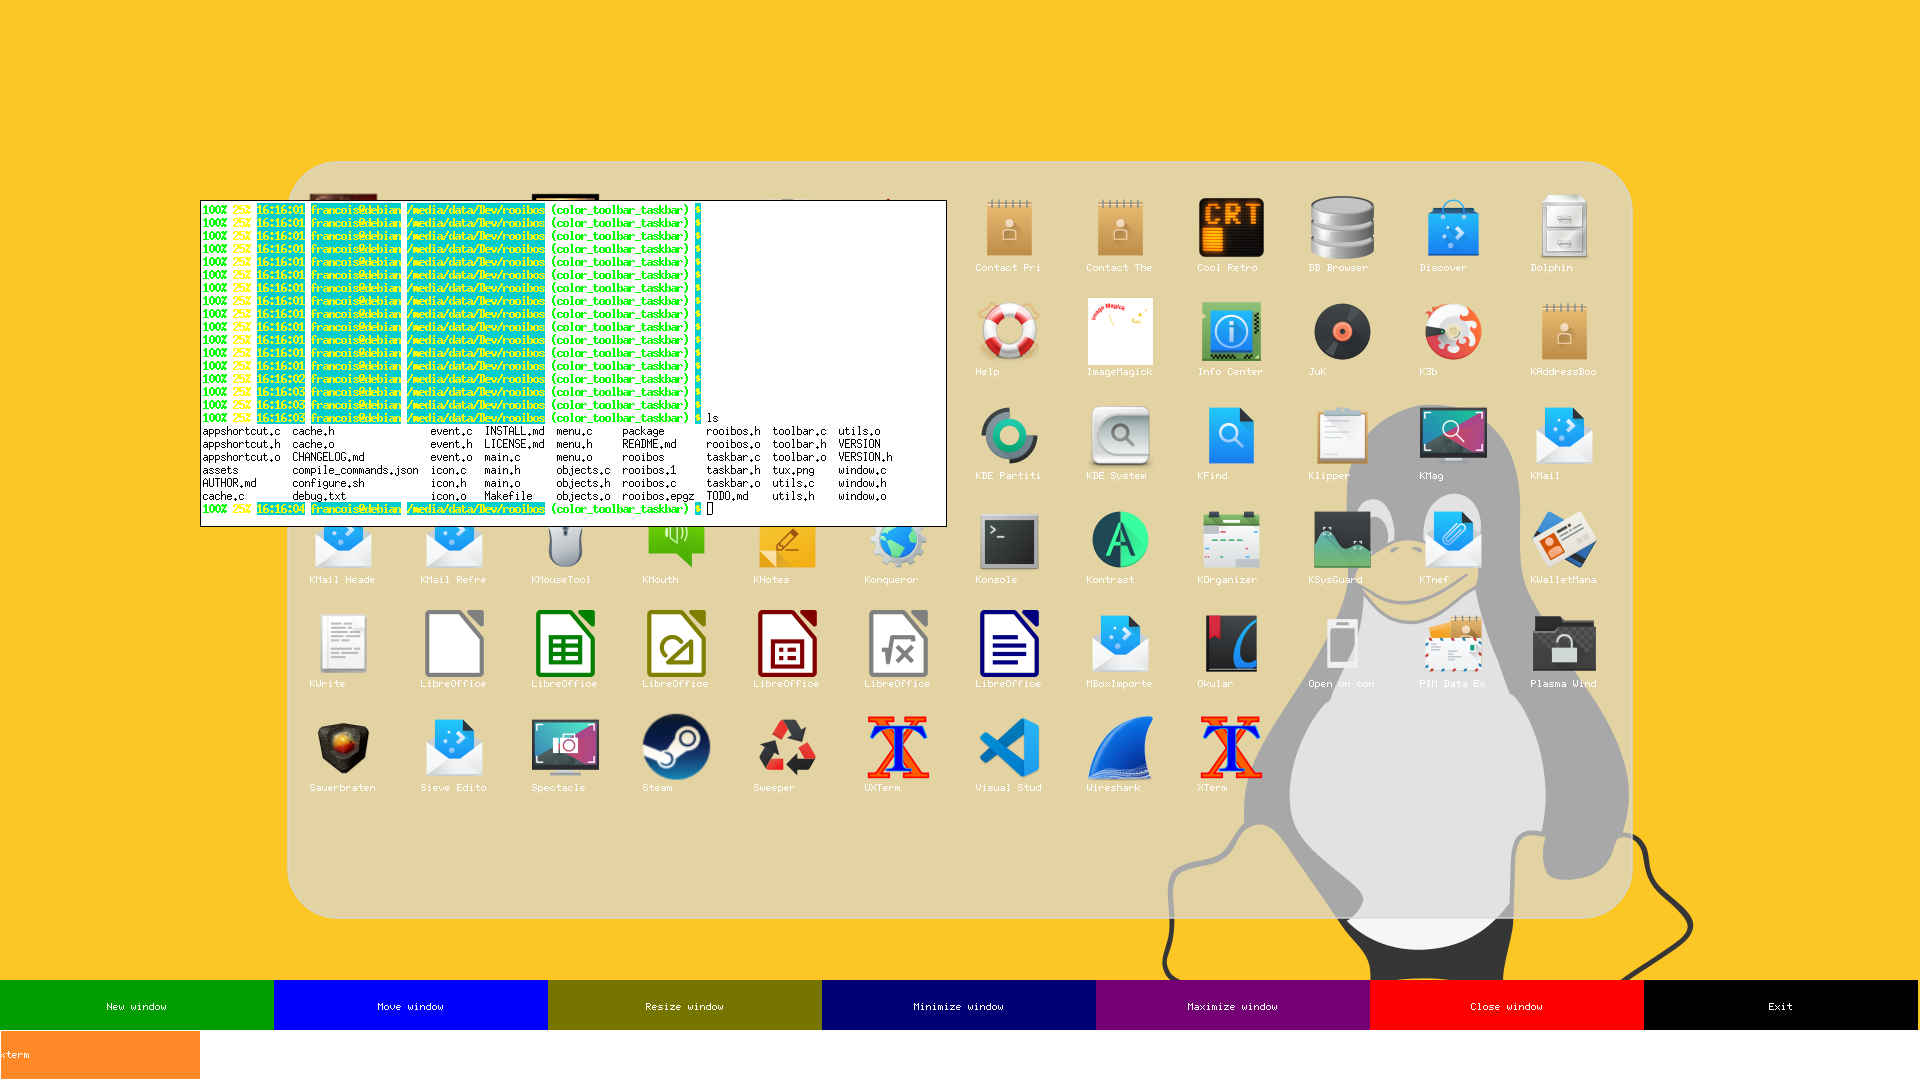 100% 25% 16:16:01 francois@debian /media/data/Dev/rooibos (color_toolbar_taskbar) $
100% 25% 16:16:01 francois@debian /media/data/Dev/rooibos (color_toolbar_taskbar) $
100% 25% 16:16:01 francois@debian /media/data/Dev/rooibos (color_toolbar_taskbar) $
100% 25% 16:16:01 francois@debian /media/data/Dev/rooibos (color_toolbar_taskbar) $
100% 25% 16:16:01 francois@debian /media/data/Dev/rooibos (color_toolbar_taskbar) $
100% 25% 16:16:01 francois@debian /media/data/Dev/rooibos (color_toolbar_taskbar) $
100% 25% 16:16:01 francois@debian /media/data/Dev/rooibos (color_toolbar_taskbar) $
100% 25% 16:16:01 francois@debian /media/data/Dev/rooibos (color_toolbar_taskbar) $
100% 25% 16:16:01 francois@debian /media/data/Dev/rooibos (color_toolbar_taskbar) $
100% 25% 16:16:01 francois@debian /media/data/Dev/rooibos (color_toolbar_taskbar) $
100% 25% 16:16:01 francois@debian /media/data/Dev/rooibos (color_toolbar_taskbar) $
100% 25% 16:16:01 francois@debian /media/data/Dev/rooibos (color_toolbar_taskbar) $
100% 25% 16:16:01 francois@debian /media/data/Dev/rooibos (color_toolbar_taskbar) $
100% 25% 16:16:02 francois@debian /media/data/Dev/rooibos (color_toolbar_taskbar) $
100% 25% 16:16:03 francois@debian /media/data/Dev/rooibos (color_toolbar_taskbar) $
100% 25% 16:16:03 francois@debian /media/data/Dev/rooibos (color_toolbar_taskbar) $
100% 25% 16:16:03 francois@debian /media/data/Dev/rooibos (color_toolbar_taskbar) $ ls
appshortcut.c cache.h event.c INSTALL.md menu.c package rooibos.h toolbar.c utils.o
appshortcut.h cache.o event.h LICENSE.md menu.h README.md rooibos.o toolbar.h VERSION
appshortcut.o CHANGELOG.md event.o main.c menu.o rooibos taskbar.c toolbar.o VERSION.h
assets compile_commands.json icon.c main.h objects.c rooibos.1 taskbar.h tux.png window.c
AUTHOR.md configure.sh icon.h main.o objects.h rooibos.c taskbar.o utils.c window.h
cache.c debug.txt icon.o Makefile objects.o rooibos.epgz TODO.md utils.h window.o
100% 25% 16:16:04 francois@debian /media/data/Dev/rooibos (color_toolbar_taskbar) $
CRT
Contact Pri Contact The Cool Retro DB Browser Discover Dolphin
Image Magick
Help ImageMagick Info Center JuK K3b KAddressBoo
KDE Partiti KDE System KFind Klipper KMag KMail
KMail Heade KMail Refre KMouseTool KMouth KNotes Konqueror Konsole Kontrast KOrganizer KSysGuard KTnef KWalletMana
KWrite LibreOffice LibreOffice LibreOffice LibreOffice LibreOffice LibreOffice MBoxImporte Okular Open on con PIM Data Ex Plasma Wind
Sauerbraten Sieve Edito Spectacle Steam Sweeper UXTerm Visual Stud Wireshark XTerm
New window Move window Resize window Minimize window Maximize window Close window Exit
xterm